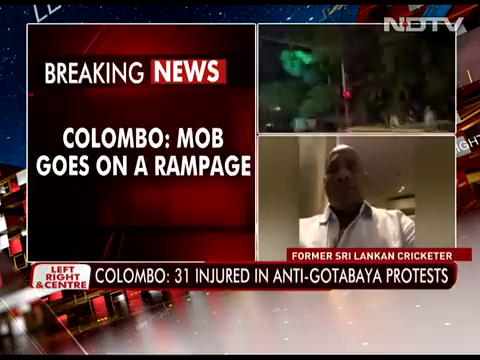 NDTV
BREAKING NEWS
COLOMBO: MOB
GOES ON A RAMPAGE
FORMER SRI LANKAN CRICKETER
LEFT
RIGHT
&CENTRE
COLOMBO: 31 INJURED IN ANTI-GOTABAYA PROTESTS